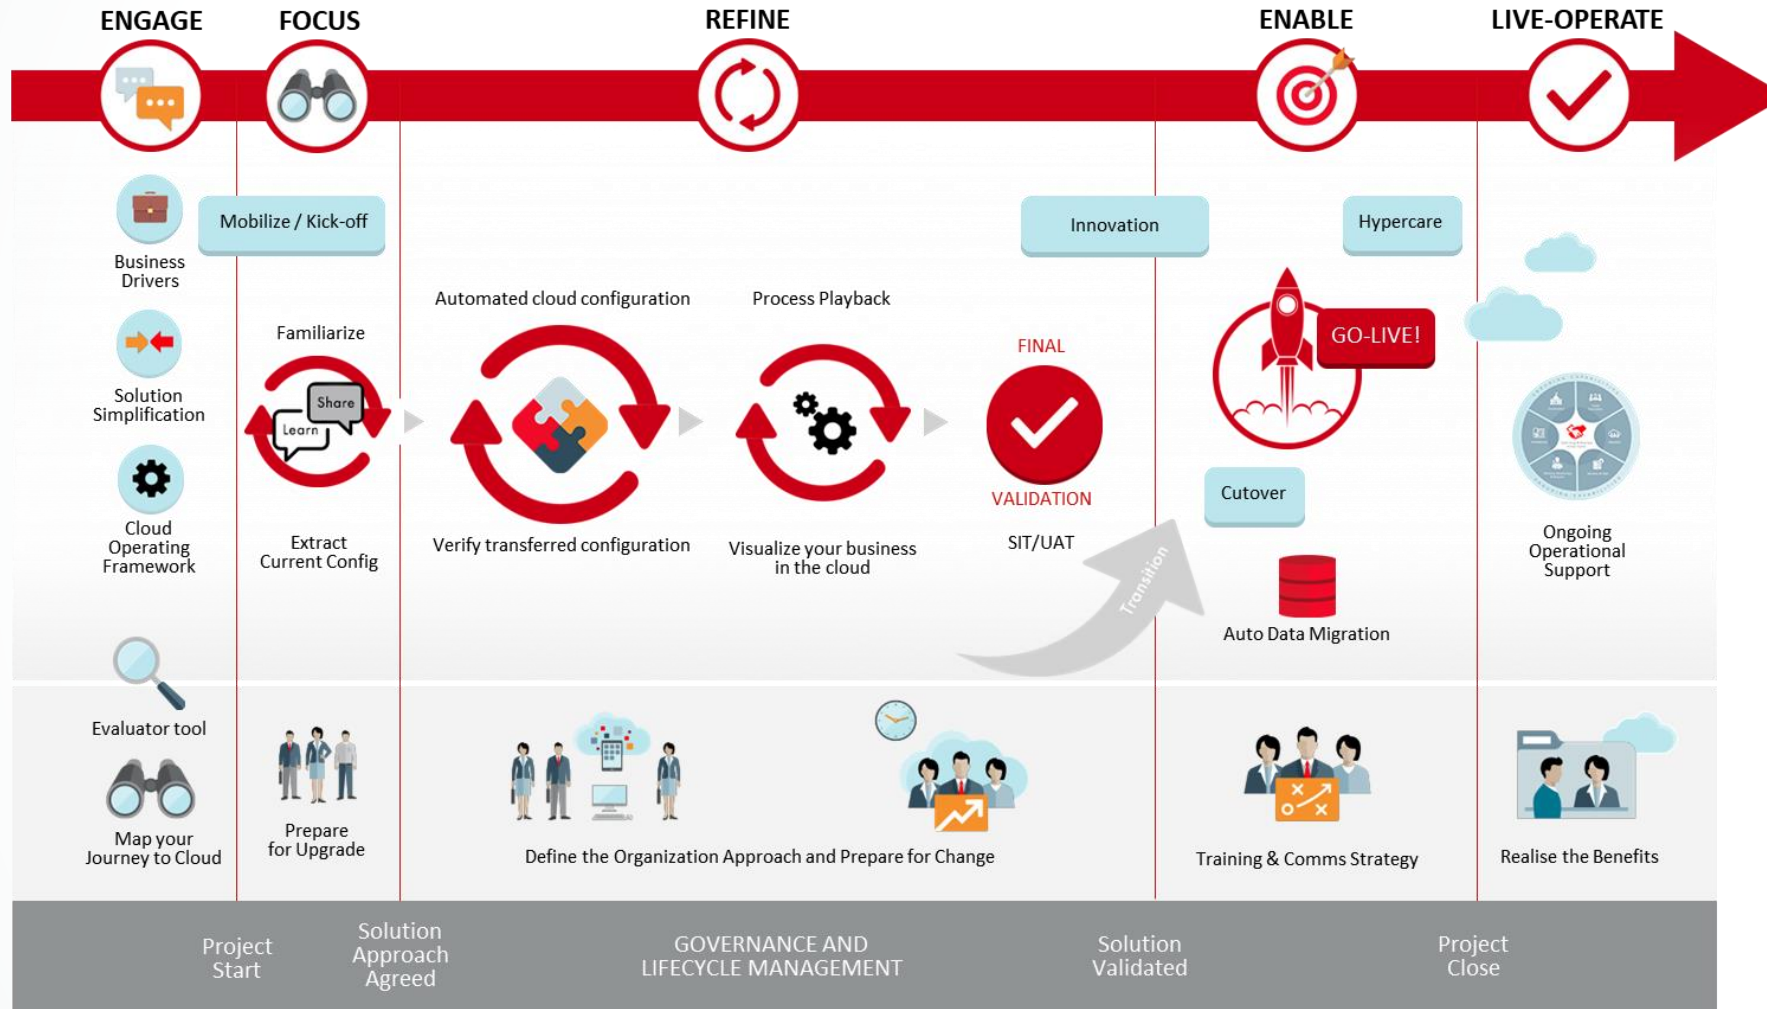 ENGAGE
FOCUS
REFINE
ENABLE
LIVE-OPERATE
Business
Drivers
Solution
Simplification
Cloud
Operating
Framework
Mobilize / Kick-off
Familiarize
Share
Learn
Extract
Current Config
Automated cloud configuration
Verify transferred configuration
Process Playback
Visualize your business
in the cloud
FINAL
VALIDATION
SIT/UAT
Innovation
Transition
Hypercare
GO-LIVE!
Cutover
Auto Data Migration
Ongoing
Operational
Support
Evaluator tool
Map your
Journey to Cloud
Prepare
for Upgrade
Define the Organization Approach and Prepare for Change
Training & Comms Strategy
Realise the Benefits
Project
Start
Solution
Approach
Agreed
GOVERNANCE AND
LIFECYCLE MANAGEMENT
Solution
Validated
Project
Close